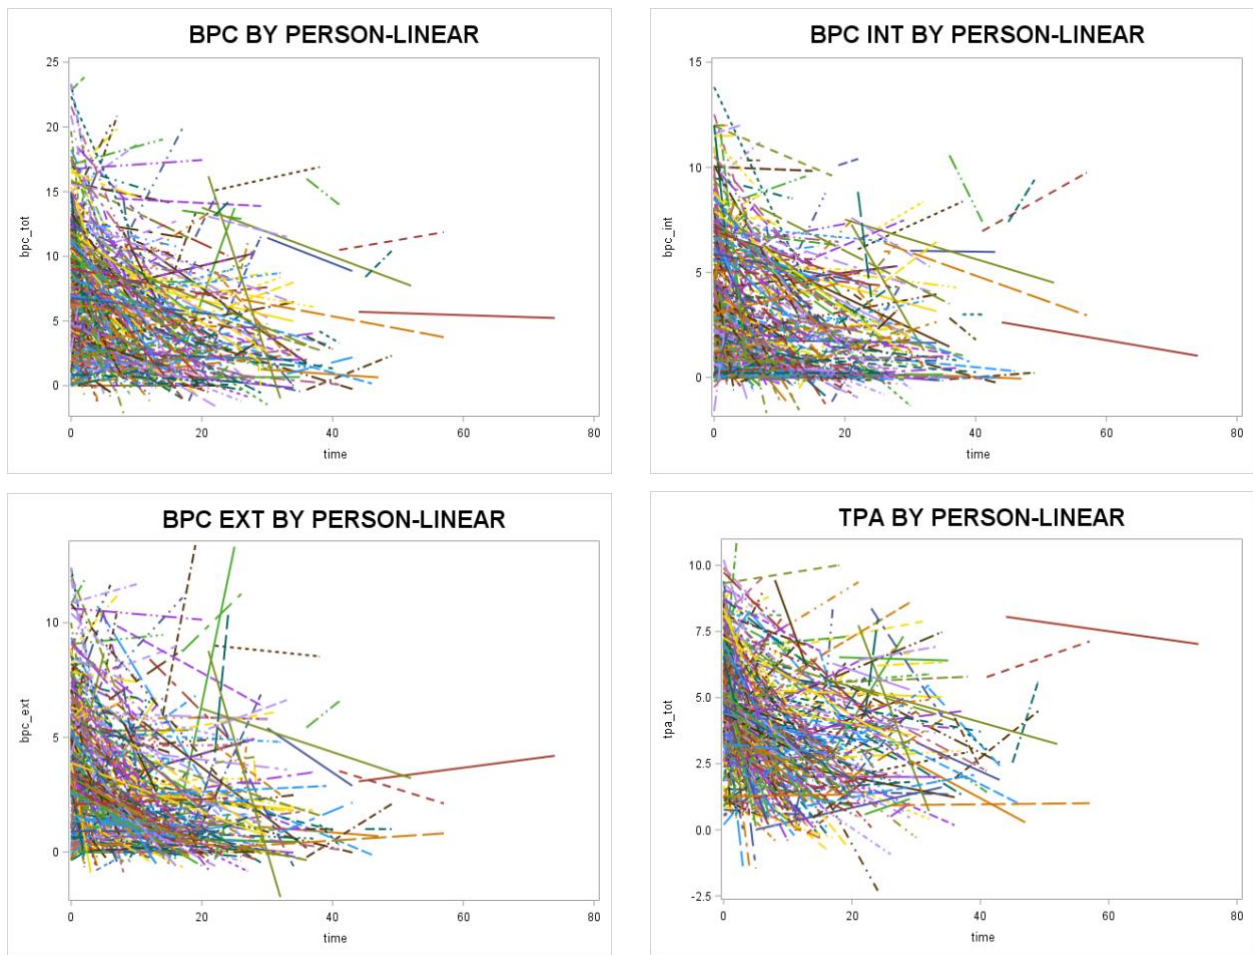 BPC BY PERSON-LINEAR
25
20
15
10
5
0
bpc_tot
0 20 40 60 80
time
BPC INT BY PERSON-LINEAR
15
10
5
0
bpc_int
0 20 40 60 80
time
BPC EXT BY PERSON-LINEAR
10
5
0
bpc_ext
0 20 40 60 80
time
TPA BY PERSON-LINEAR
10.0
7.5
5.0
2.5
0.0
-2.5
tpa_tot
0 20 40 60 80
time